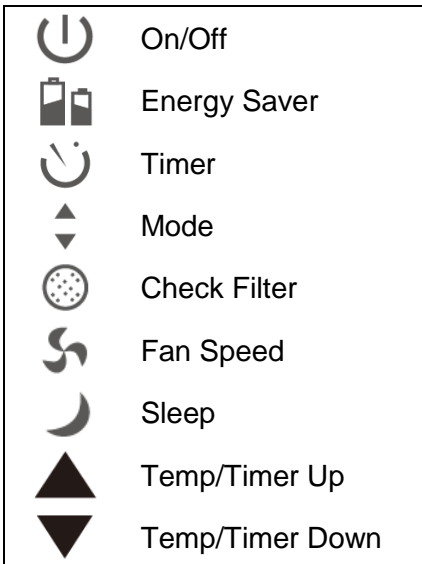 On/Off
Energy Saver
Timer
Mode
Check Filter
Fan Speed
Sleep
Temp/Timer Up
Temp/Timer Down